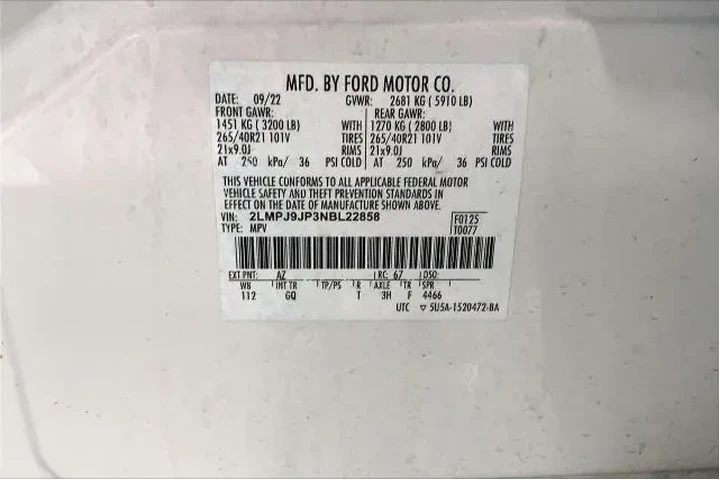 MFD. BY FORD MOTOR CO.
DATE: 09/22 GVWR: 2681 KG ( 5910 LB)
FRONT GAWR: REAR GAWR:
1451 KG ( 3200 LB) WITH 1270 KG ( 2800 LB) WITH
265/40R21 101V TIRES 265/40R21 101V TIRES
21x9.0J RIMS 21x9.0J RIMS
AT 250 kPa/ 36 PSI COLD AT 250 kPa/ 36 PSI COLD
THIS VEHICLE CONFORMS TO ALL APPLICABLE FEDERAL MOTOR
VEHICLE SAFETY AND THEFT PREVENTION STANDARDS IN
EFFECT ON THE DATE OF MANUFACTURE SHOWN ABOVE.
VIN: 2LMPJ9JP3NBL22858 F0125
TYPE: MPV T0077
EXT PNT: AZ RC: 67 DSO:
WB INT TR TP/PS R AXLE TR SPR
112 GQ T 3H F 4466
UTC ▽ 5U5A-1520472-BA